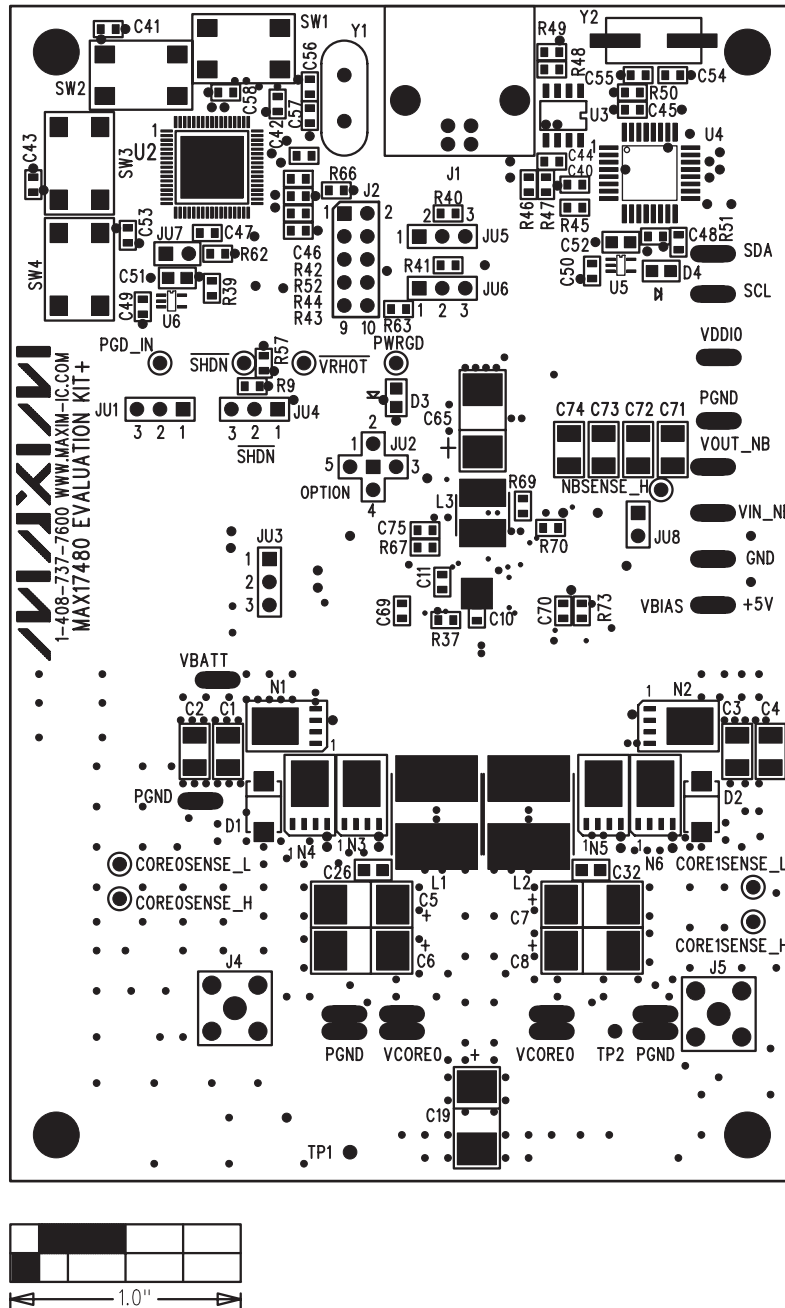 C41
SW1
SW2
C58
C42
C56
C57
Y1
R49
R48
Y2
C55
C54
R50
C45
U3
U4
1
C43
SW3
1
U2
J1
C44
C40
R46
R47
R45
R66
J2
1
2
R40
2
3
1
JU5
C53
C47
JU7
R62
SW4
C51
C49
U6
R39
C46
R42
R52
R44
R43
9
10
R41
JU6
1
2
3
R63
C52
C48
R51
C50
U5
D4
SDA
SCL
VDDIO
PGND
VOUT_NB
VIN_N
GND
VBIAS
+5V
PGD_IN
SHDN
R57
VRHOT
PWRGD
R9
JU1
3 2 1
JU4
3 2 1
SHDN
D3
C65
+
2
JU2
5
3
OPTION
4
C74
C73
C72
C71
NBSENSE_H
L3
R69
R70
JU8
C75
R67
C11
C69
R37
C10
C70
R73
JU3
1
2
3
MAXIM
1-408-737-7600 WWW.MAXIM-IC.COM
MAX17480 EVALUATION KIT+
VBATT
N1
1
C2
C1
PGND
D1
1
N4
1
N3
N2
1
C3
C4
D2
1
N5
1
N6
CORE0SENSE_L
CORE0SENSE_H
CORE1SENSE_L
CORE1SENSE_H
C26
L1
C5
+
+
C6
L2
C32
+
C7
+
C8
J4
J5
PGND
VCORE0
+
VCORE0
TP2
PGND
C19
TP1
1.0"